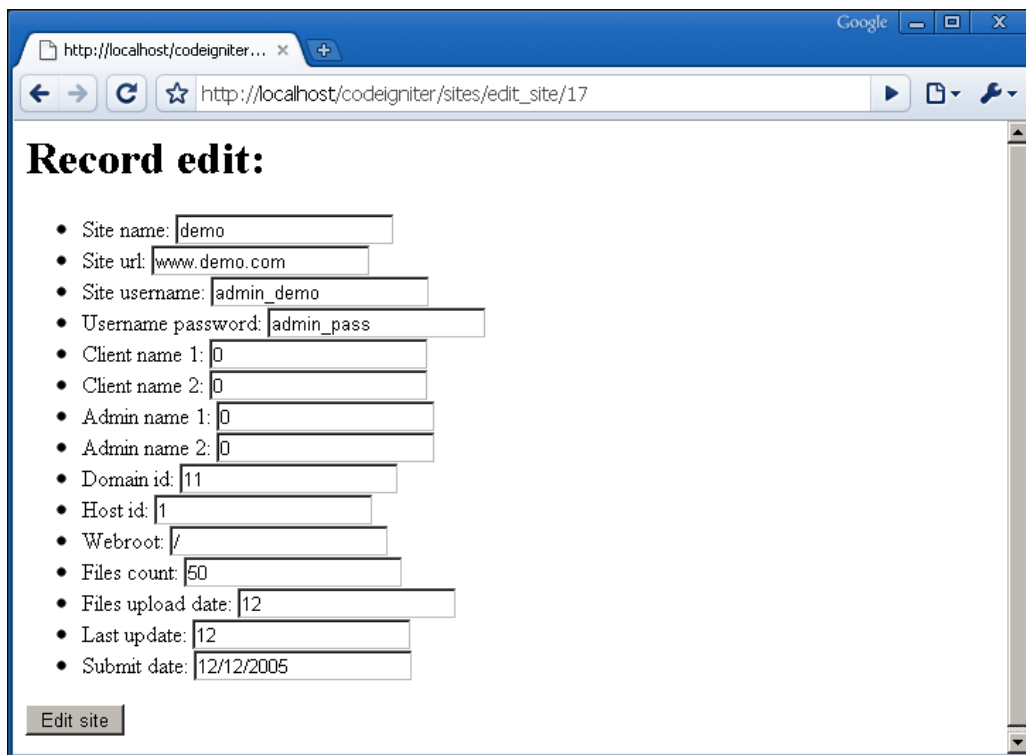 Google
http://localhost/codeigniter...
http://localhost/codeigniter/sites/edit_site/17
Record edit:
Site name: demo
Site url: www.demo.com
Site username: admin_demo
Username password: admin_pass
Client name 1: 0
Client name 2: 0
Admin name 1: 0
Admin name 2: 0
Domain id: 11
Host id: 1
Webroot: /
Files count: 50
Files upload date: 12
Last update: 12
Submit date: 12/12/2005
Edit site